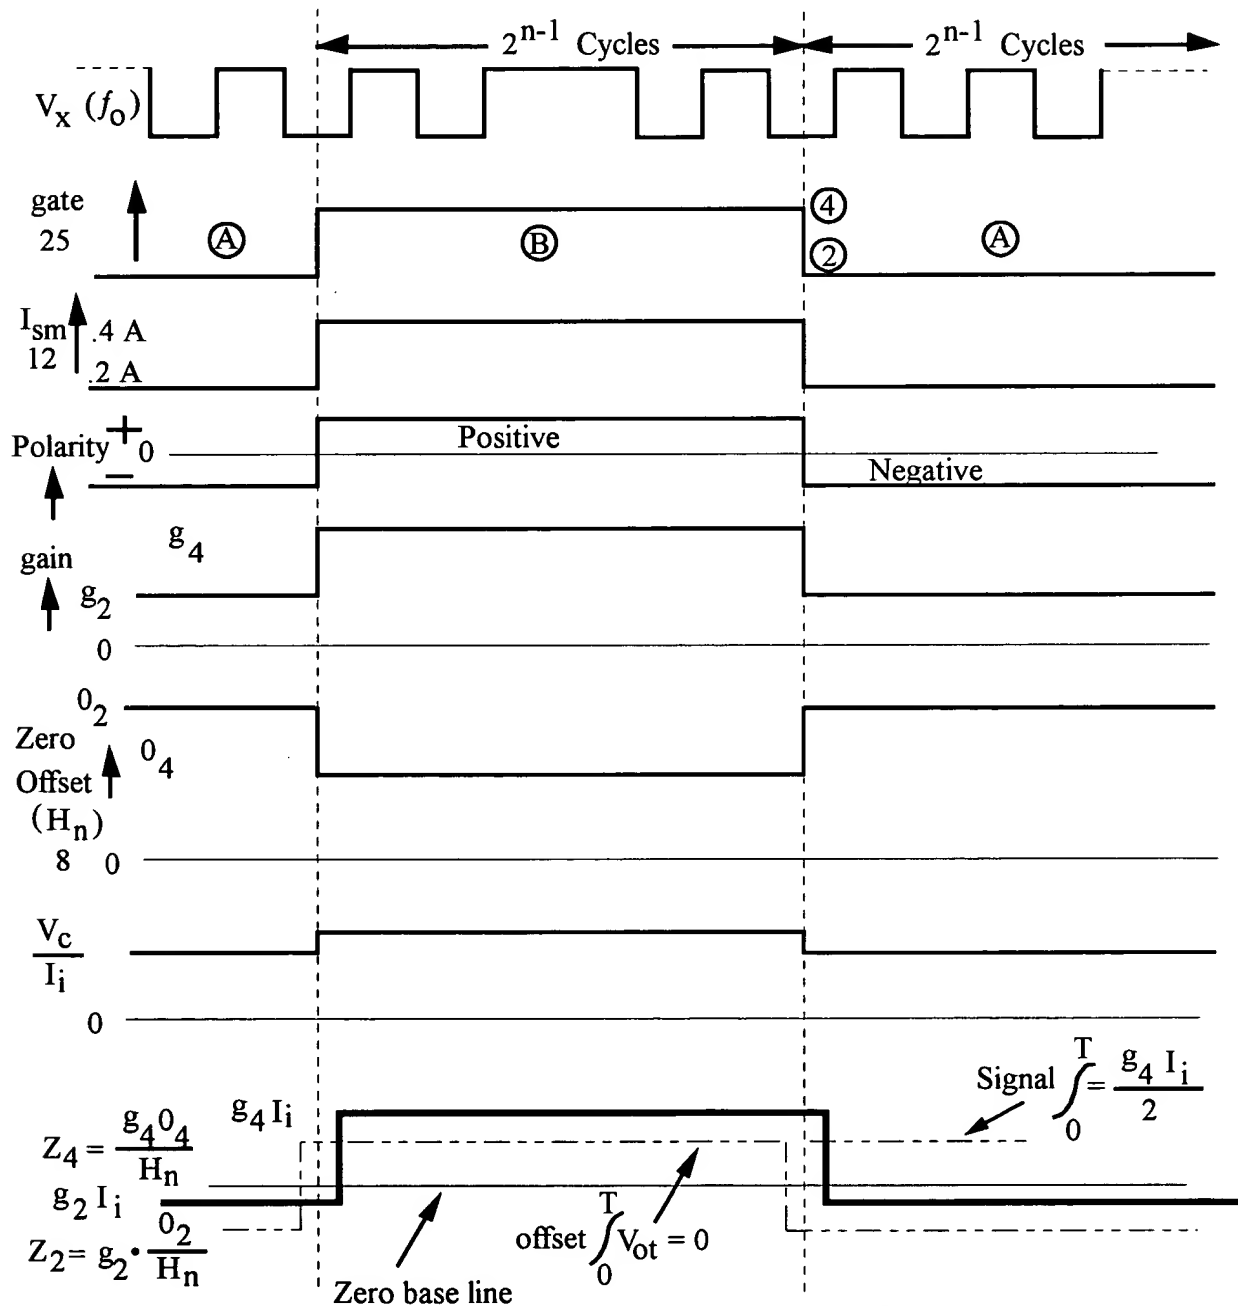 2^{n-1} Cycles
2^{n-1} Cycles
V_x (f_o)
gate
25
Ⓐ
Ⓑ
④
②
Ⓐ
I_sm
12
.4 A
.2 A
Polarity
+
0
−
Positive
Negative
gain
g_4
g_2
0
0_2
Zero
Offset
(H_n)
8
0_4
0
V_c / I_i
0
Signal ∫_0^T = g_4 I_i / 2
g_4 I_i
Z_4 = g_4 0_4 / H_n
g_2 I_i
Z_2 = g_2 • 0_2 / H_n
offset ∫_0^T V_ot = 0
Zero base line